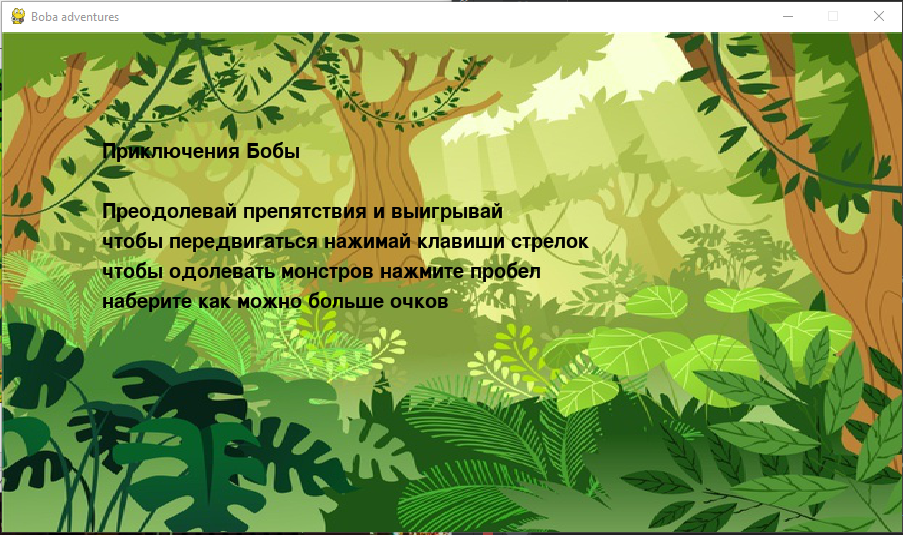 Boba adventures
Приключения Бобы
Преодолевай препятствия и выигрывай
чтобы передвигаться нажимай клавиши стрелок
чтобы одолевать монстров нажмите пробел
наберите как можно больше очков